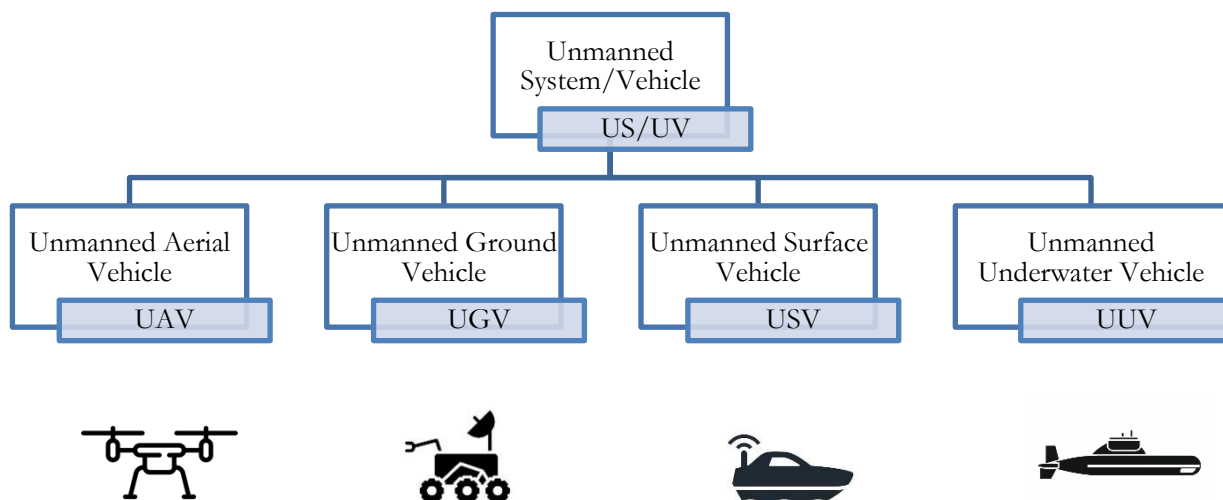 Unmanned
System/Vehicle
US/UV
Unmanned Aerial
Vehicle
UAV
Unmanned Ground
Vehicle
UGV
Unmanned Surface
Vehicle
USV
Unmanned
Underwater Vehicle
UUV